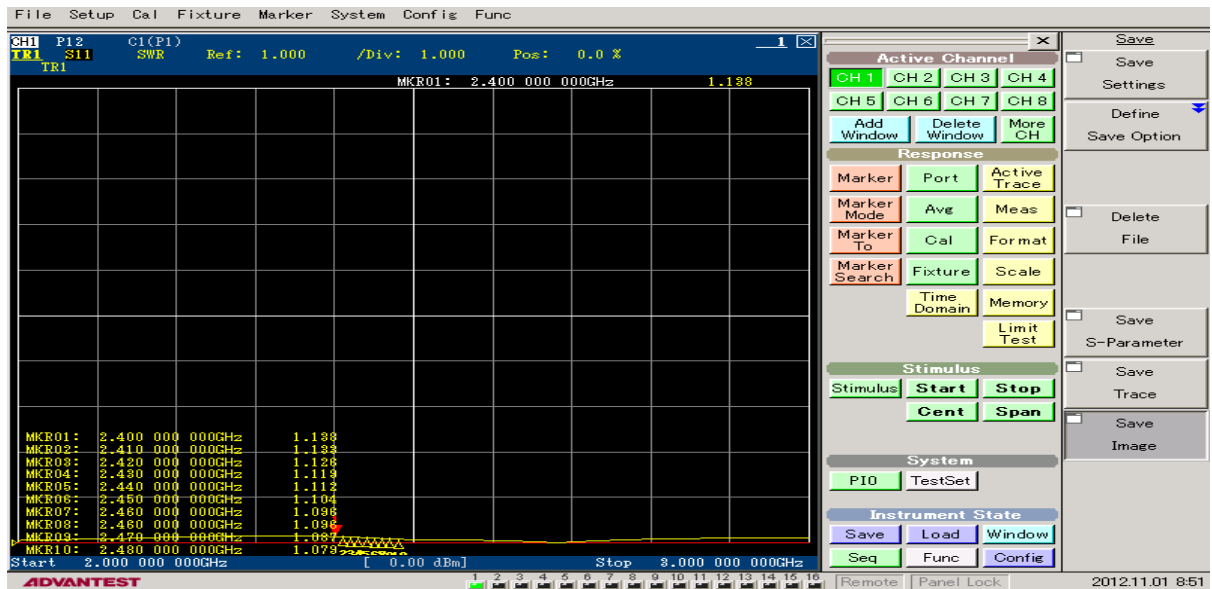 File Setup Cal Fixture Marker System Config Func
CH1 P12 C1(P1) 1
TR1 S11 SWR Ref: 1.000 /Div: 1.000 Pos: 0.0 %
TR1
MKR01: 2.400 000 000GHz 1.138
MKR01: 2.400 000 000GHz 1.138
MKR02: 2.410 000 000GHz 1.133
MKR03: 2.420 000 000GHz 1.126
MKR04: 2.430 000 000GHz 1.119
MKR05: 2.440 000 000GHz 1.112
MKR06: 2.450 000 000GHz 1.104
MKR07: 2.460 000 000GHz
MKR08: 2.460 000 000GHz
MKR09: 2.470 000 000GHz 1.087
MKR10: 2.480 000 000GHz 1.079
Start 2.000 000 000GHz [ 0.00 dBm] Stop 3.000 000 000GHz
Active Channel
CH 1 CH 2 CH 3 CH 4
CH 5 CH 6 CH 7 CH 8
Add Window Delete Window More CH
Response
Marker Port Active Trace
Marker Mode Avg Meas
Marker To Cal Format
Marker Search Fixture Scale
Time Domain Memory
Limit Test
Stimulus
Stimulus Start Stop
Cent Span
System
PIO TestSet
Instrument State
Save Load Window
Seq Func Config
Save
Save
Settings
Define
Save Option
Delete
File
Save
S-Parameter
Save
Trace
Save
Image
ADVANTEST
1 2 3 4 5 6 7 8 9 10 11 12 13 14 15 16
Remote Panel Lock
2012.11.01 8:51